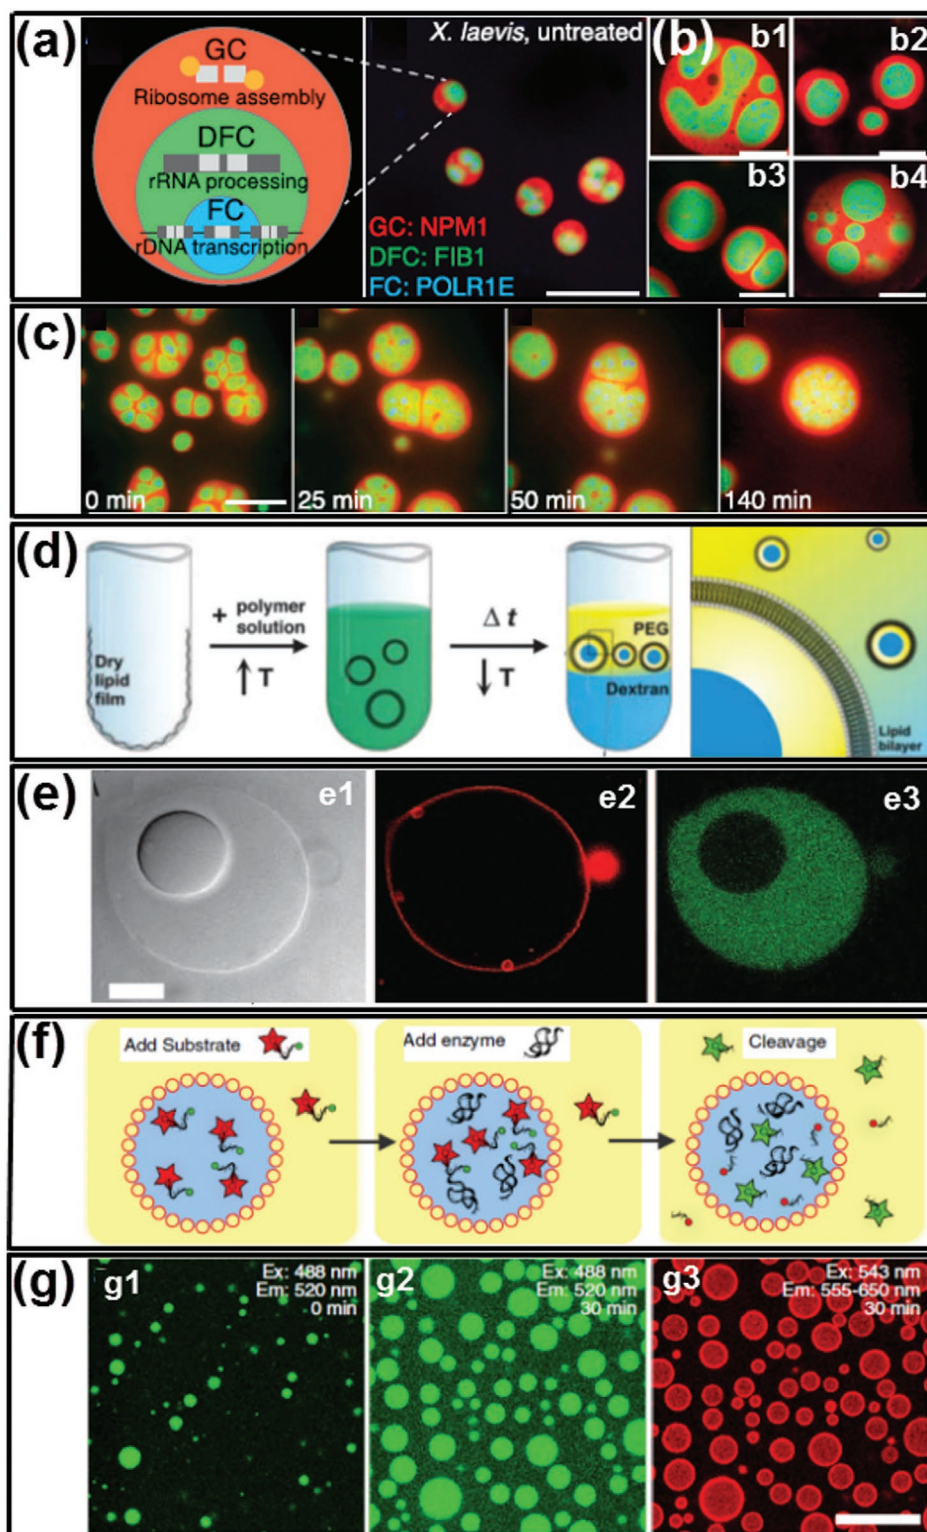 (a)
GC
Ribosome assembly
DFC
rRNA processing
FC
rDNA transcription
X. laevis, untreated
GC: NPM1
DFC: FIB1
FC: POLR1E
(b)
b1
b2
b3
b4
(c)
0 min
25 min
50 min
140 min
(d)
Dry
lipid
film
+ polymer
solution
↑ T
Δ t
↓ T
PEG
Dextran
Lipid
bilayer
(e)
e1
e2
e3
(f)
Add Substrate
Add enzyme
Cleavage
(g)
g1
Ex: 488 nm
Em: 520 nm
0 min
g2
Ex: 488 nm
Em: 520 nm
30 min
g3
Ex: 543 nm
Em: 555-650 nm
30 min